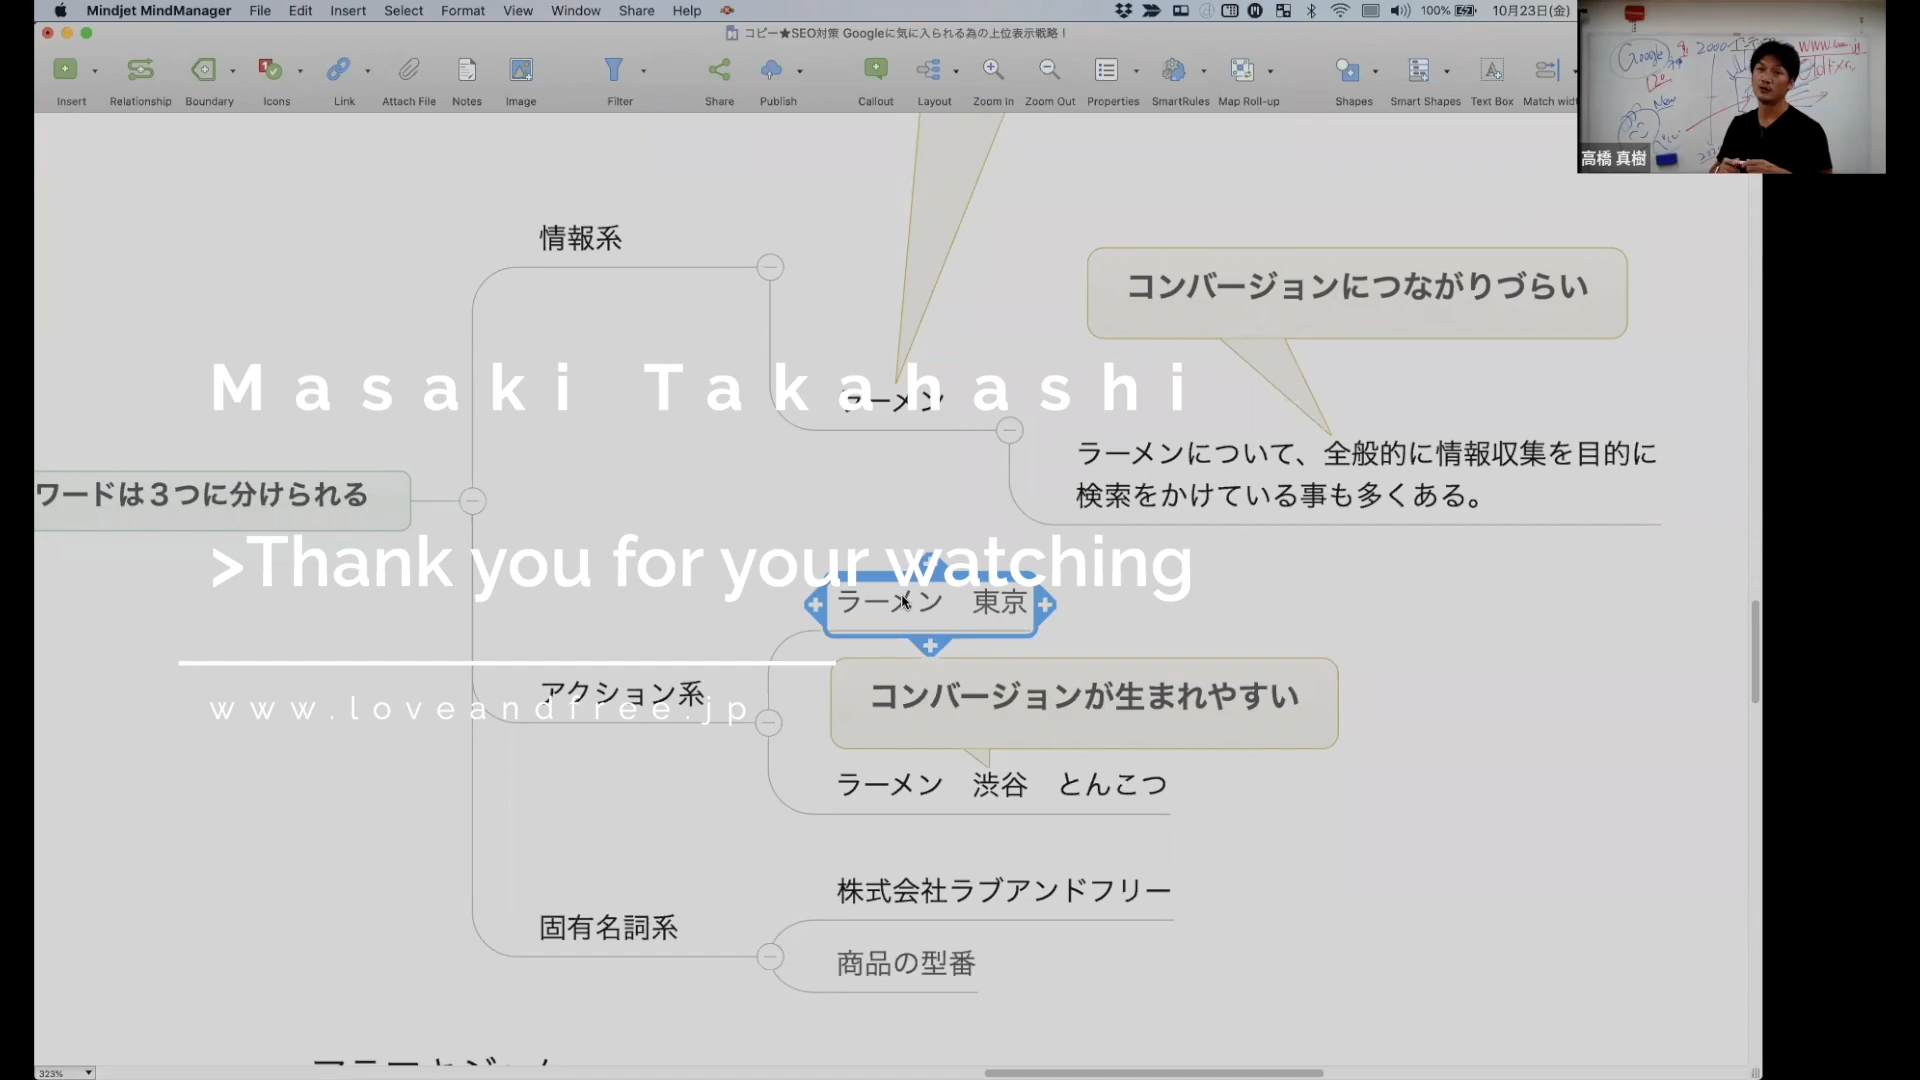 Mindjet MindManager File Edit Insert Select Format View Window Share Help 100% 10月23日(金)
コピー★SEO対策 Googleに気に入られる為の上位表示戦略！
Insert Relationship Boundary Icons Link Attach File Notes Image Filter Share Publish Callout Layout Zoom In Zoom Out Properties SmartRules Map Roll-up Shapes Smart Shapes Text Box Match wid
Google 2000
New
高橋 真樹
情報系
コンバージョンにつながりづらい
Masaki Takahashi
ラーメン
ラーメンについて、全般的に情報収集を目的に
検索をかけている事も多くある。
ワードは３つに分けられる
>Thank you for your watching
ラーメン　東京
アクション系
www.loveandfree.jp
コンバージョンが生まれやすい
ラーメン　渋谷　とんこつ
株式会社ラブアンドフリー
固有名詞系
商品の型番
323%